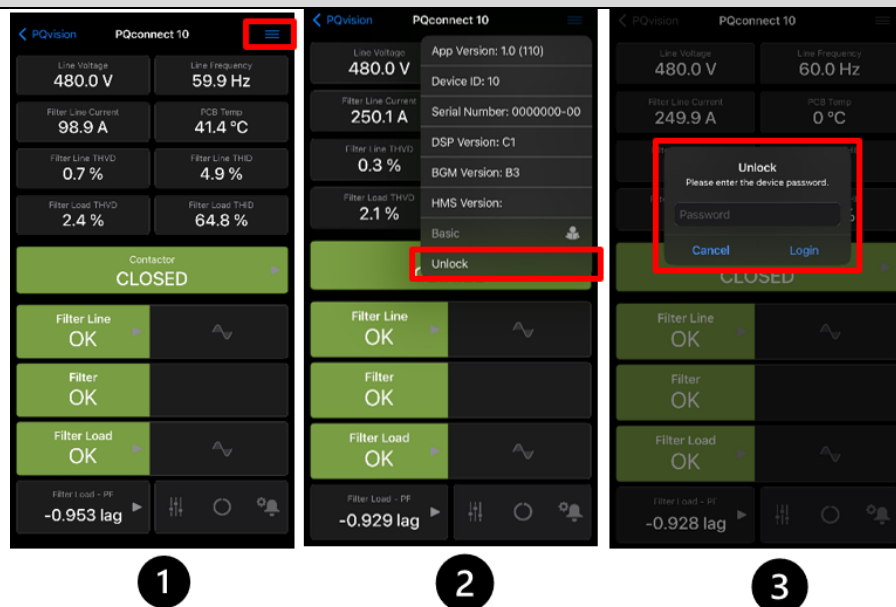 PQvision PQconnect 10
Line Voltage Line Frequency
480.0 V 59.9 Hz
Filter Line Current PCB Temp
98.9 A 41.4 °C
Filter Line THVD Filter Line THID
0.7 % 4.9 %
Filter Load THVD Filter Load THID
2.4 % 64.8 %
Contactor
CLOSED
Filter Line
OK
Filter
OK
Filter Load
OK
Filter Load - PF
-0.953 lag
1
PQvision PQconnect 10
Line Voltage
480.0 V
Filter Line Current
250.1 A
Filter Line THVD
0.3 %
Filter Load THVD
2.1 %
App Version: 1.0 (110)
Device ID: 10
Serial Number: 0000000-00
DSP Version: C1
BGM Version: B3
HMS Version:
Basic
Unlock
Filter Line
OK
Filter
OK
Filter Load
OK
Filter Load - PF
-0.929 lag
2
PQvision PQconnect 10
Line Voltage Line Frequency
480.0 V 60.0 Hz
Filter Line Current PCB Temp
249.9 A 0 °C
Unlock
Please enter the device password.
Password
Cancel Login
CLOSED
Filter Line
OK
Filter
OK
Filter Load
OK
Filter Load - PF
-0.928 lag
3